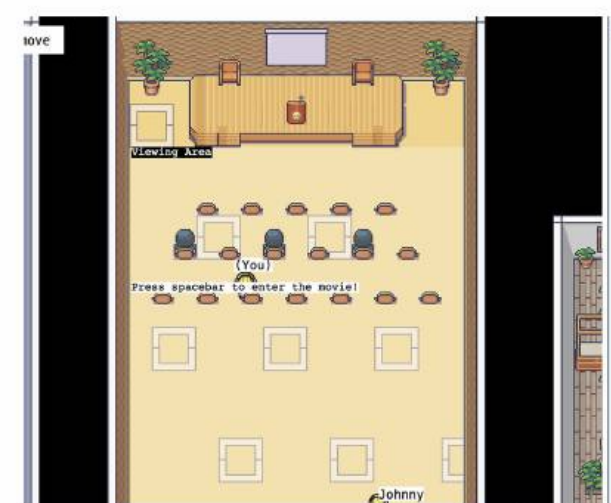 ove
Viewing Area
(You)
Press spacebar to enter the movie!
Johnny